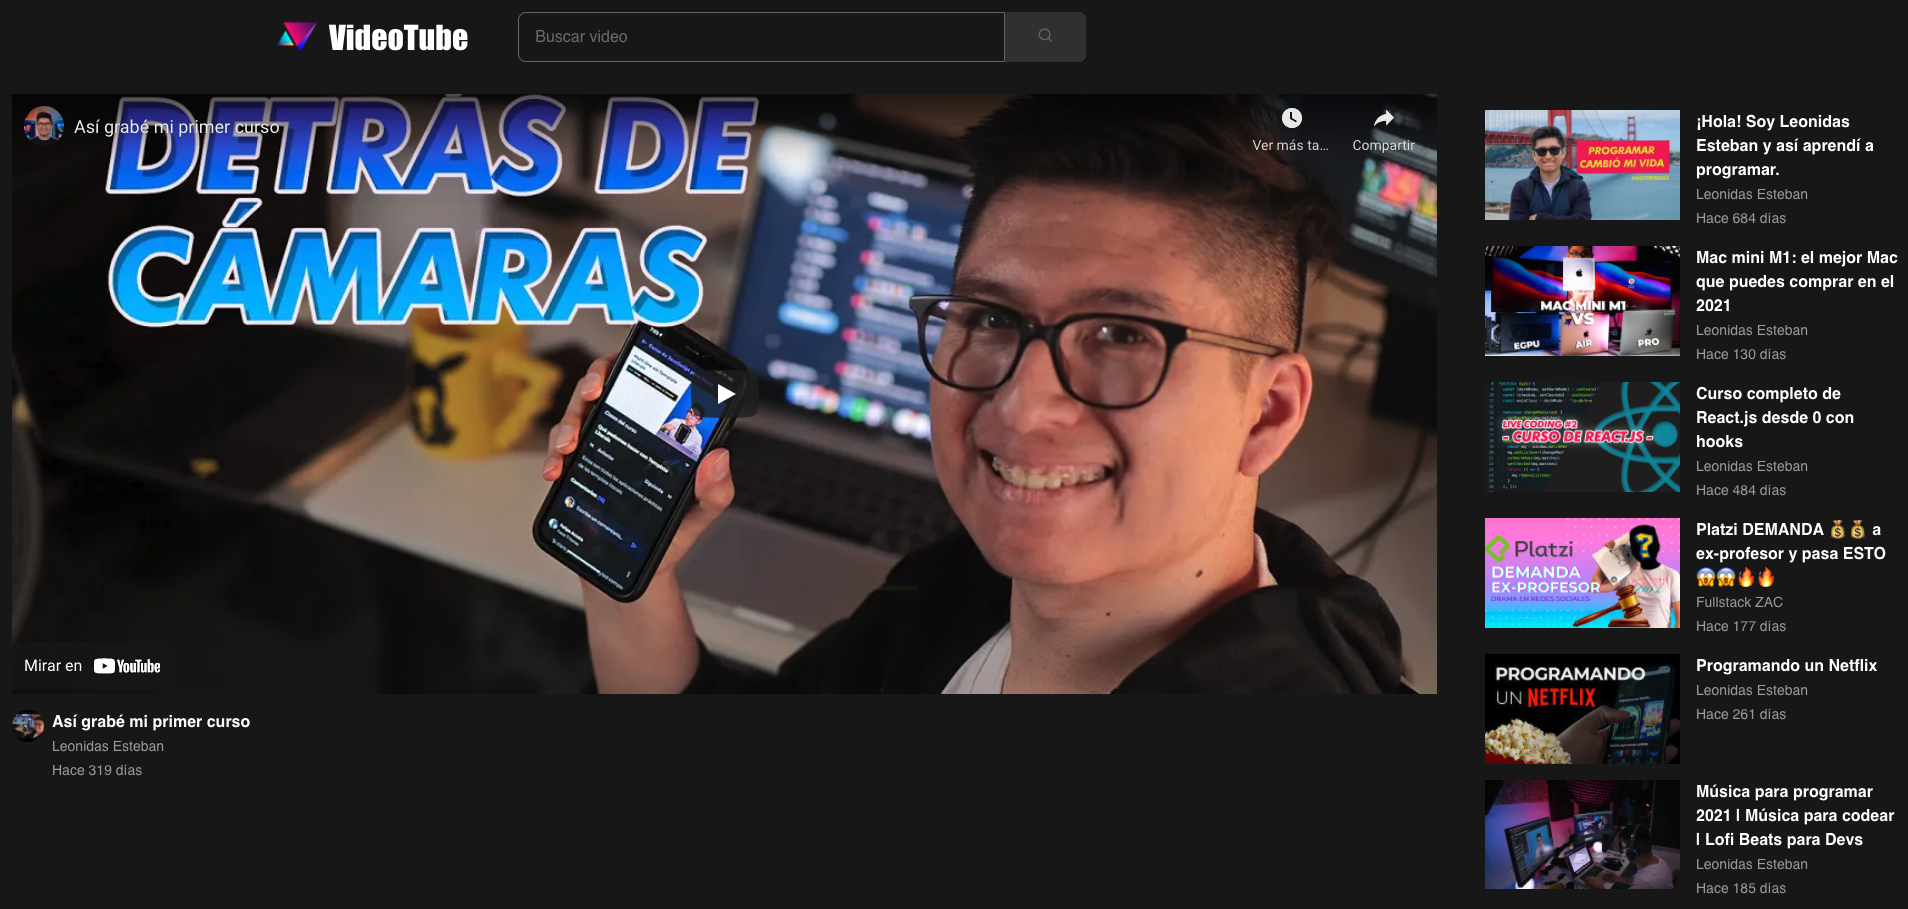 VideoTube
Buscar video
DETRÁS DE
CÁMARAS
Así grabé mi primer curso
Ver más ta...
Compartir
Mirar en YouTube
Así grabé mi primer curso
Leonidas Esteban
Hace 319 dias
PROGRAMAR
CAMBIÓ MI VIDA
¡Hola! Soy Leonidas
Esteban y así aprendí a
programar.
Leonidas Esteban
Hace 684 dias
MAC MINI M1
VS
EGPU
AIR
PRO
Mac mini M1: el mejor Mac
que puedes comprar en el
2021
Leonidas Esteban
Hace 130 dias
LIVE CODING #2
- CURSO DE REACT.JS -
Curso completo de
React.js desde 0 con
hooks
Leonidas Esteban
Hace 484 dias
Platzi
DEMANDA
EX-PROFESOR
DRAMA EN REDES SOCIALES
?
Platzi DEMANDA 💰💰 a
ex-profesor y pasa ESTO
😱😱🔥🔥
Fullstack ZAC
Hace 177 dias
PROGRAMANDO
UN NETFLIX
Programando un Netflix
Leonidas Esteban
Hace 261 dias
Música para programar
2021 | Música para codear
| Lofi Beats para Devs
Leonidas Esteban
Hace 185 dias